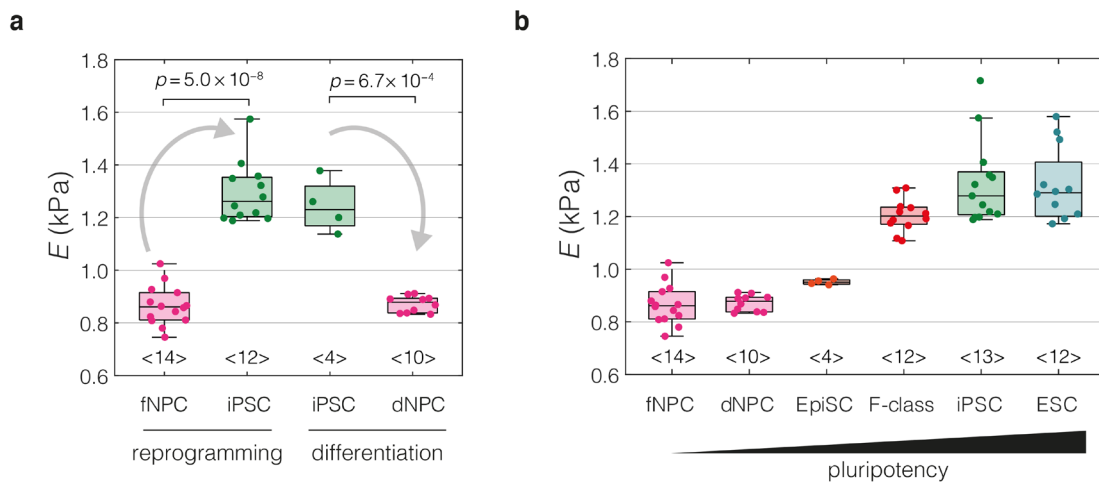 a
1.8
1.6
1.4
1.2
1.0
0.8
0.6
E (kPa)
p = 5.0 × 10⁻⁸
p = 6.7 × 10⁻⁴
<14>
<12>
<4>
<10>
fNPC
iPSC
iPSC
dNPC
reprogramming
differentiation
b
1.8
1.6
1.4
1.2
1.0
0.8
0.6
E (kPa)
<14>
<10>
<4>
<12>
<13>
<12>
fNPC
dNPC
EpiSC
F-class
iPSC
ESC
pluripotency